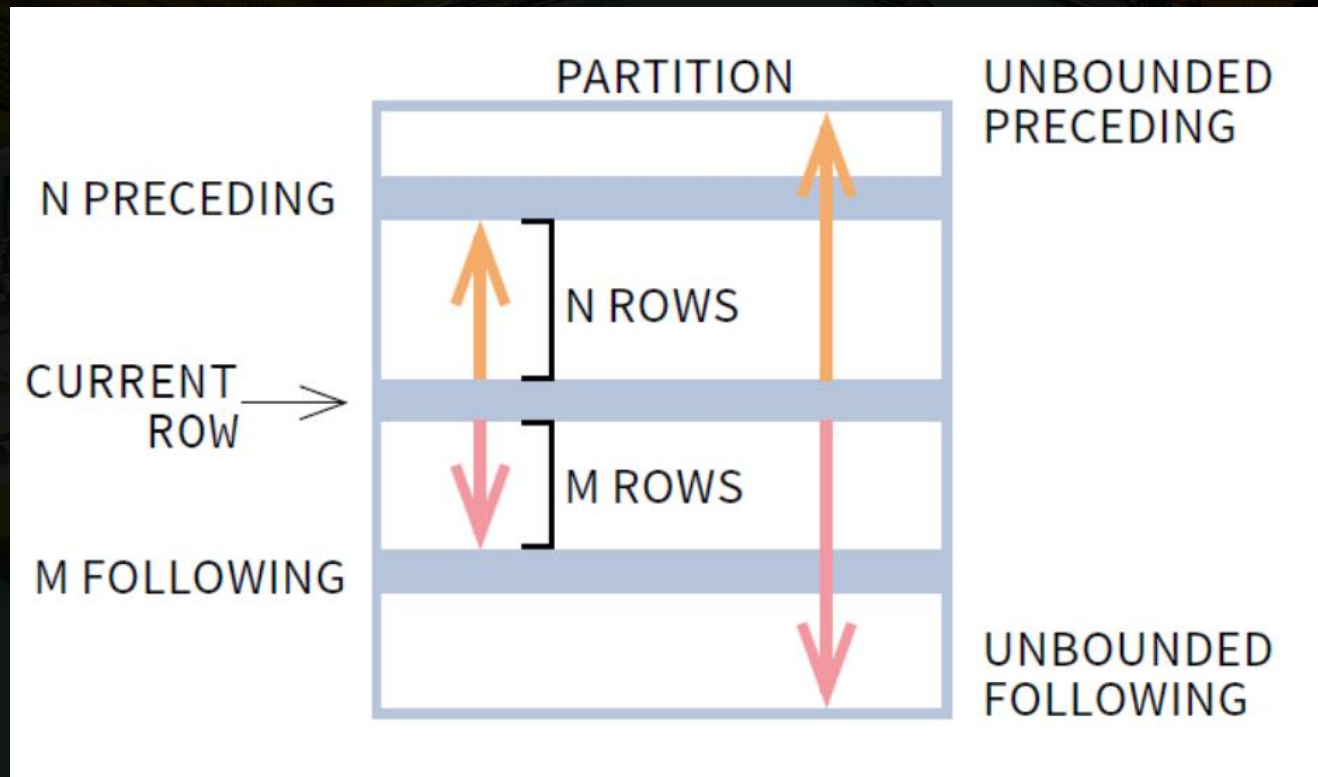 PARTITION
UNBOUNDED
PRECEDING
N PRECEDING
N ROWS
CURRENT
ROW
M ROWS
M FOLLOWING
UNBOUNDED
FOLLOWING